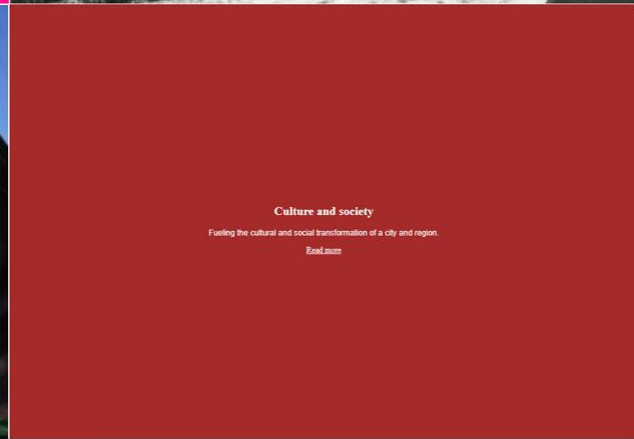 Culture and society
Fueling the cultural and social transformation of a city and region.
Read more